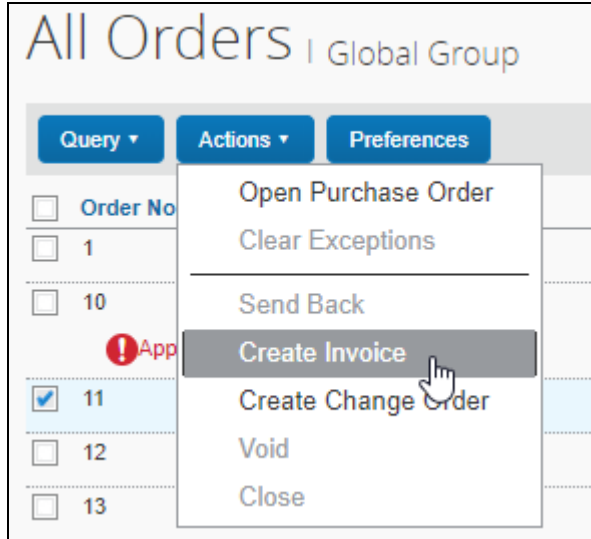 All Orders | Global Group
Query Actions Preferences
Order No
Open Purchase Order
1
Clear Exceptions
10
Send Back
App
Create Invoice
11
Create Change Order
12
Void
13
Close